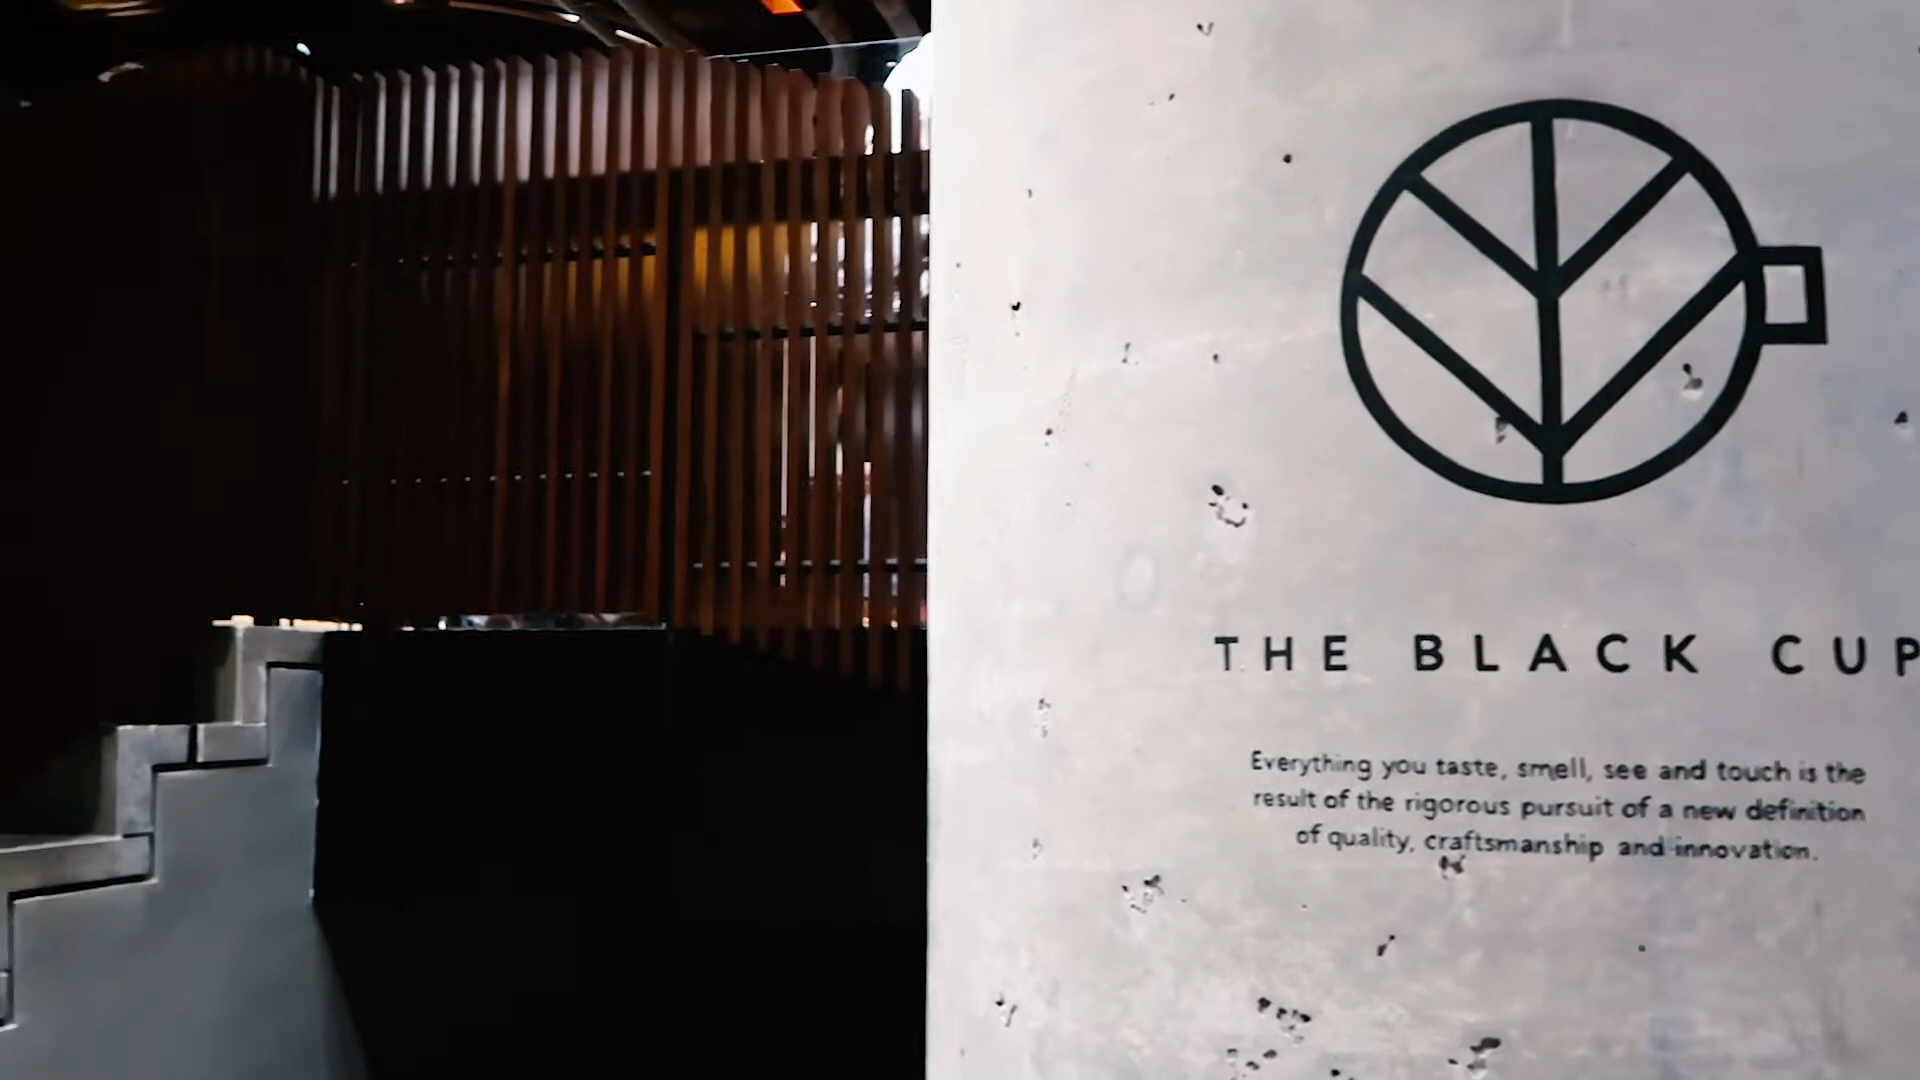 THE BLACK CUP
Everything you taste, smell, see and touch is the
result of the rigorous pursuit of a new definition
of quality, craftsmanship and innovation.